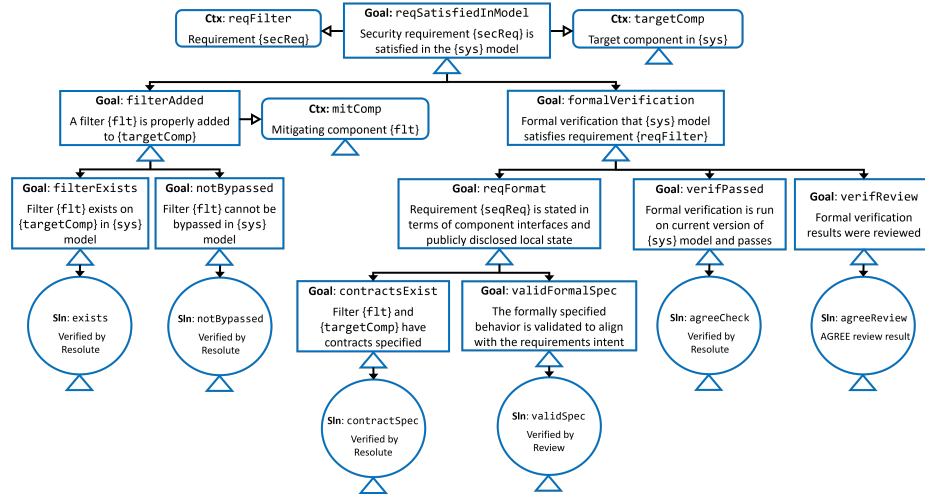 Ctx: reqFilter
Requirement {secReq}
Goal: reqSatisfiedInModel
Security requirement {secReq} is
satisfied in the {sys} model
Ctx: targetComp
Target component in {sys}
Goal: filterAdded
A filter {flt} is properly added
to {targetComp}
Ctx: mitComp
Mitigating component {flt}
Goal: formalVerification
Formal verification that {sys} model
satisfies requirement {reqFilter}
Goal: filterExists
Filter {flt} exists on
{targetComp} in {sys}
model
Goal: notBypassed
Filter {flt} cannot be
bypassed in {sys}
model
Goal: reqFormat
Requirement {seqReq} is stated in
terms of component interfaces and
publicly disclosed local state
Goal: verifPassed
Formal verification is run
on current version of
{sys} model and passes
Goal: verifReview
Formal verification
results were reviewed
Goal: contractsExist
Filter {flt} and
{targetComp} have
contracts specified
Goal: validFormalSpec
The formally specified
behavior is validated to align
with the requirements intent
Sln: exists
Verified by
Resolute
Sln: notBypassed
Verified by
Resolute
Sln: agreeCheck
Verified by
Resolute
Sln: agreeReview
AGREE review result
Sln: contractSpec
Verified by
Resolute
Sln: validSpec
Verified by
Review